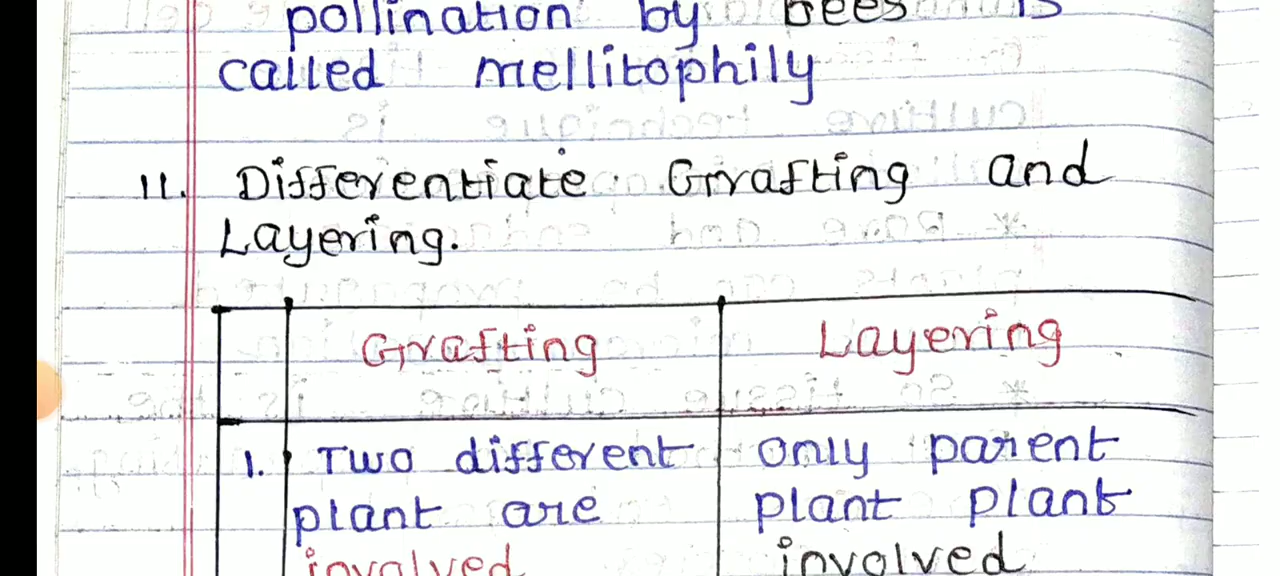 pollination by bees is
called mellitophily
11. Differentiate Grafting and
Layering.
Grafting Layering
1. Two different only parent
plant are plant plant
involved involved